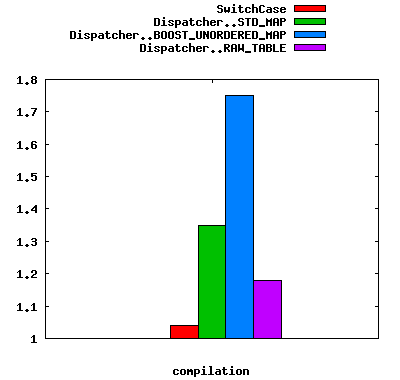 SwitchCase
Dispatcher..STD_MAP
Dispatcher..BOOST_UNORDERED_MAP
Dispatcher..RAW_TABLE
1.8
1.7
1.6
1.5
1.4
1.3
1.2
1.1
1
compilation